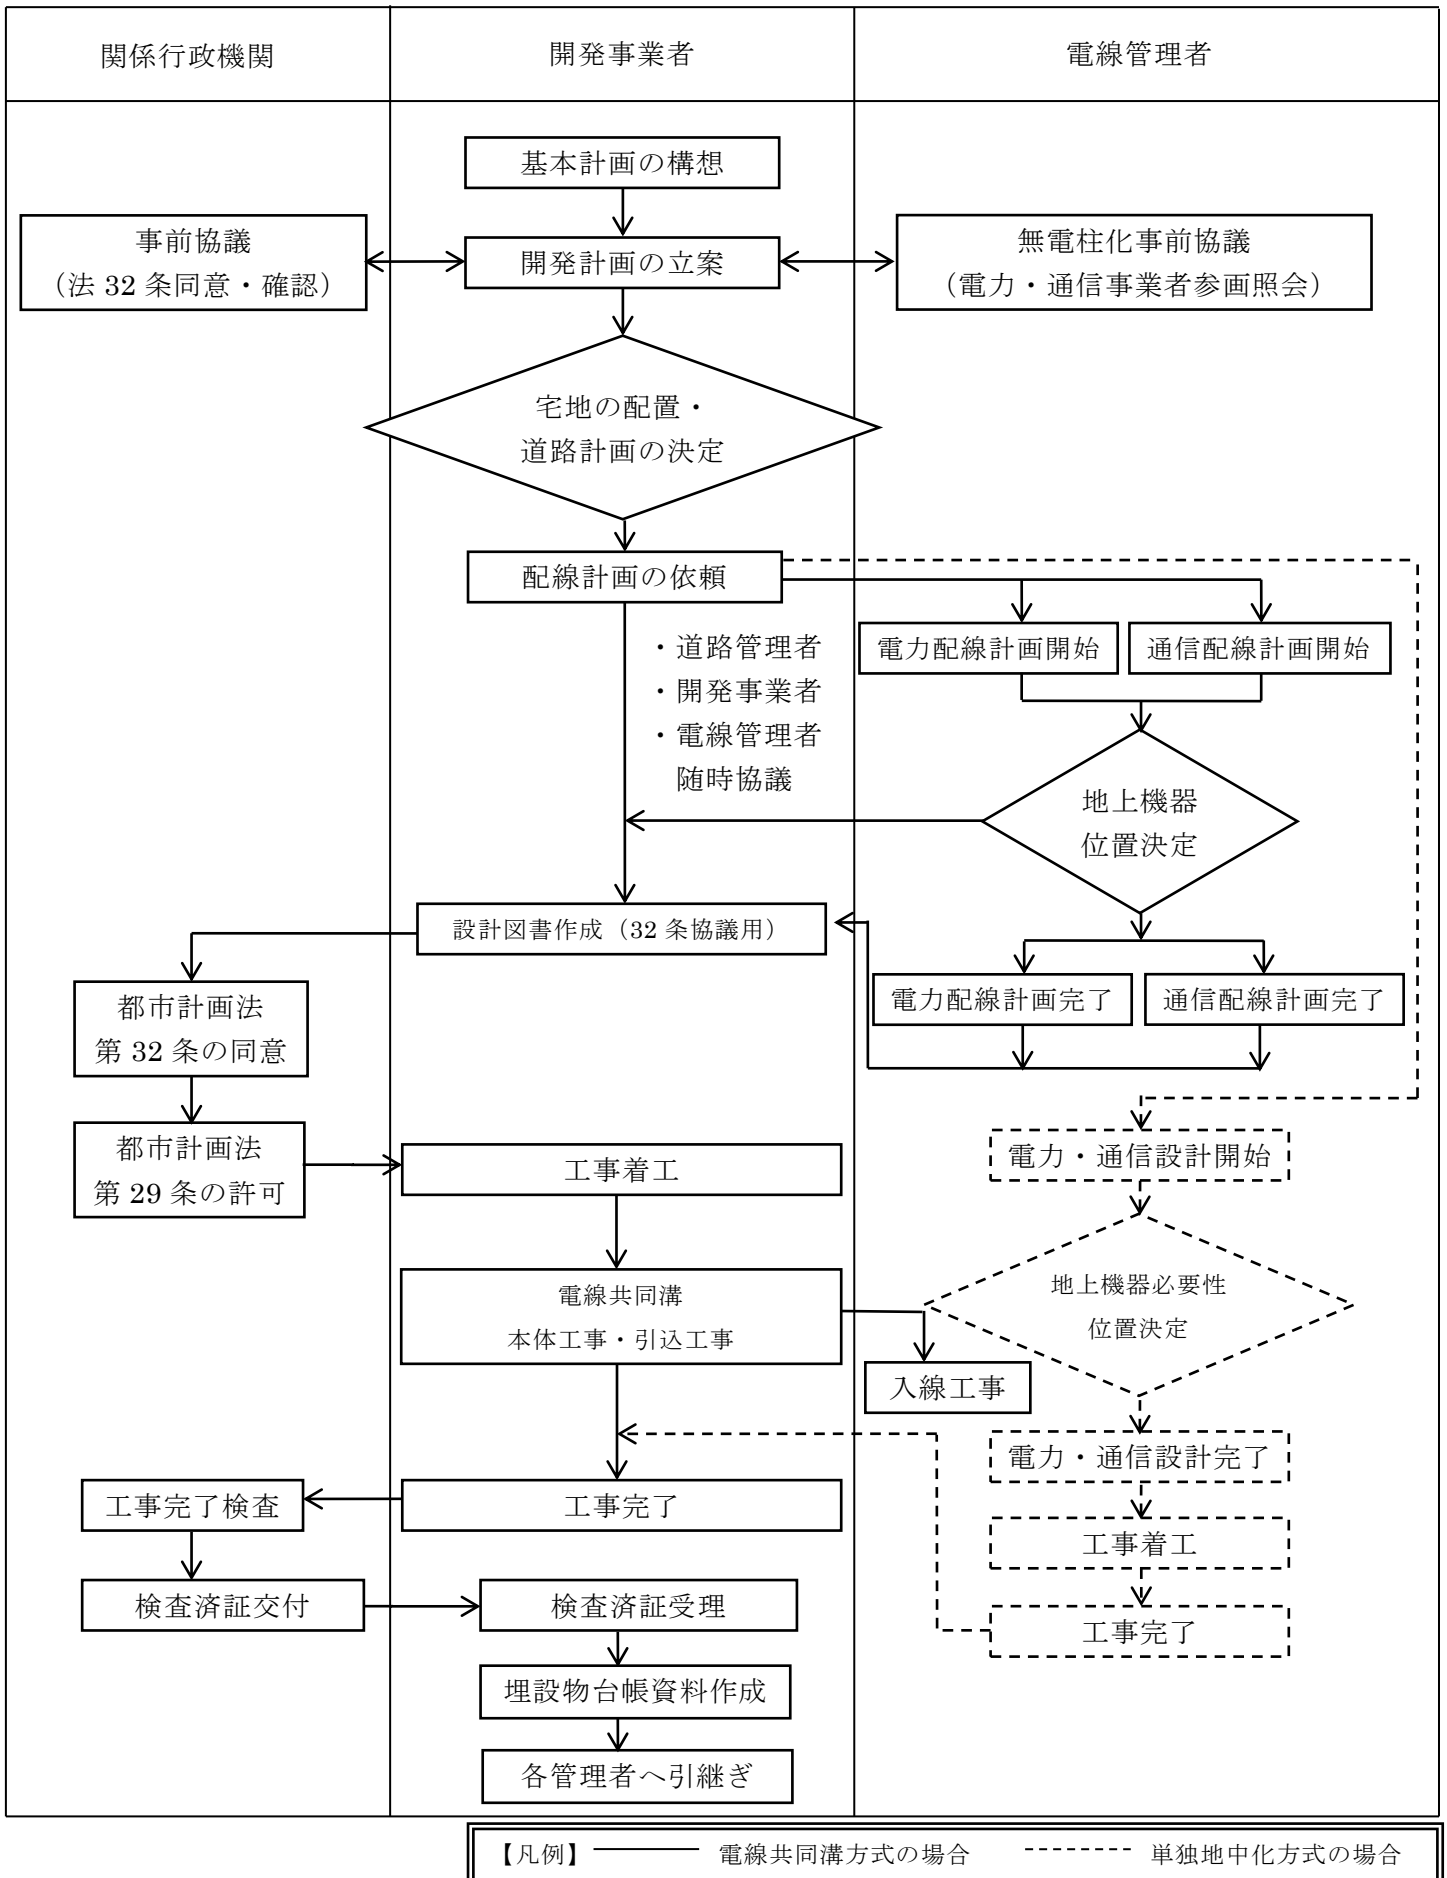 関係行政機関
開発事業者
電線管理者
基本計画の構想
事前協議
（法 32 条同意・確認）
開発計画の立案
無電柱化事前協議
（電力・通信事業者参画照会）
宅地の配置・
道路計画の決定
配線計画の依頼
・道路管理者
・開発事業者
・電線管理者
随時協議
電力配線計画開始
通信配線計画開始
地上機器
位置決定
設計図書作成（32 条協議用）
電力配線計画完了
通信配線計画完了
都市計画法
第 32 条の同意
都市計画法
第 29 条の許可
工事着工
電力・通信設計開始
電線共同溝
本体工事・引込工事
地上機器必要性
位置決定
入線工事
電力・通信設計完了
工事完了検査
工事完了
工事着工
検査済証交付
検査済証受理
工事完了
埋設物台帳資料作成
各管理者へ引継ぎ
【凡例】 電線共同溝方式の場合 単独地中化方式の場合